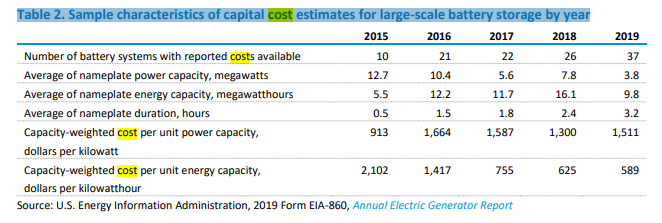 Table 2. Sample characteristics of capital cost estimates for large-scale battery storage by year
2015 2016 2017 2018 2019
Number of battery systems with reported costs available 10 21 22 26 37
Average of nameplate power capacity, megawatts 12.7 10.4 5.6 7.8 3.8
Average of nameplate energy capacity, megawatthours 5.5 12.2 11.7 16.1 9.8
Average of nameplate duration, hours 0.5 1.5 1.8 2.4 3.2
Capacity-weighted cost per unit power capacity, 913 1,664 1,587 1,300 1,511
dollars per kilowatt
Capacity-weighted cost per unit energy capacity, 2,102 1,417 755 625 589
dollars per kilowatthour
Source: U.S. Energy Information Administration, 2019 Form EIA-860, Annual Electric Generator Report